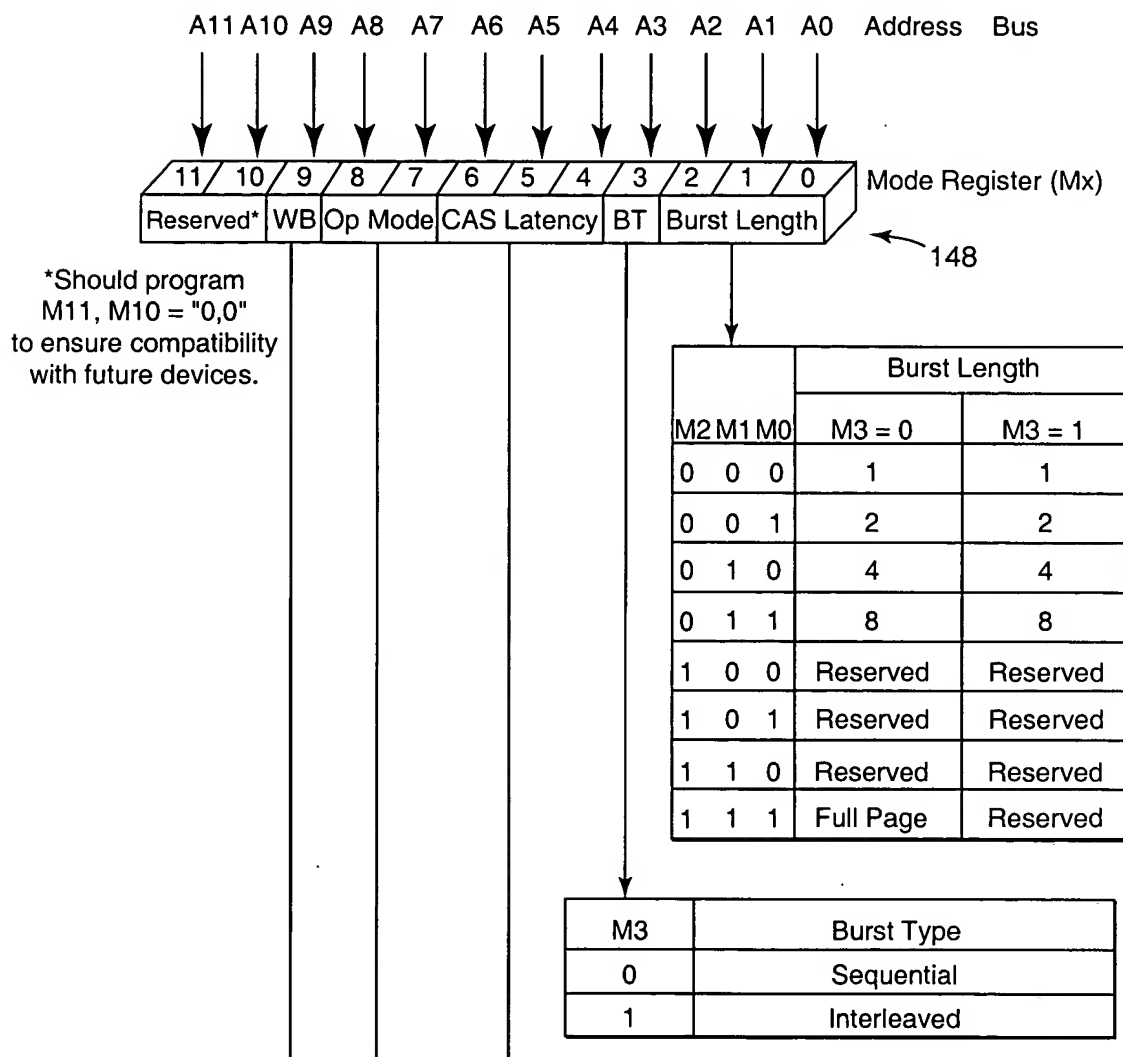 A11 A10 A9 A8 A7 A6 A5 A4 A3 A2 A1 A0 Address Bus
11 10 9 8 7 6 5 4 3 2 1 0 Mode Register (Mx)
Reserved* WB Op Mode CAS Latency BT Burst Length
148
*Should program
M11, M10 = "0,0"
to ensure compatibility
with future devices.
Burst Length
M2 M1 M0 M3 = 0 M3 = 1
0 0 0 1 1
0 0 1 2 2
0 1 0 4 4
0 1 1 8 8
1 0 0 Reserved Reserved
1 0 1 Reserved Reserved
1 1 0 Reserved Reserved
1 1 1 Full Page Reserved
M3 Burst Type
0 Sequential
1 Interleaved